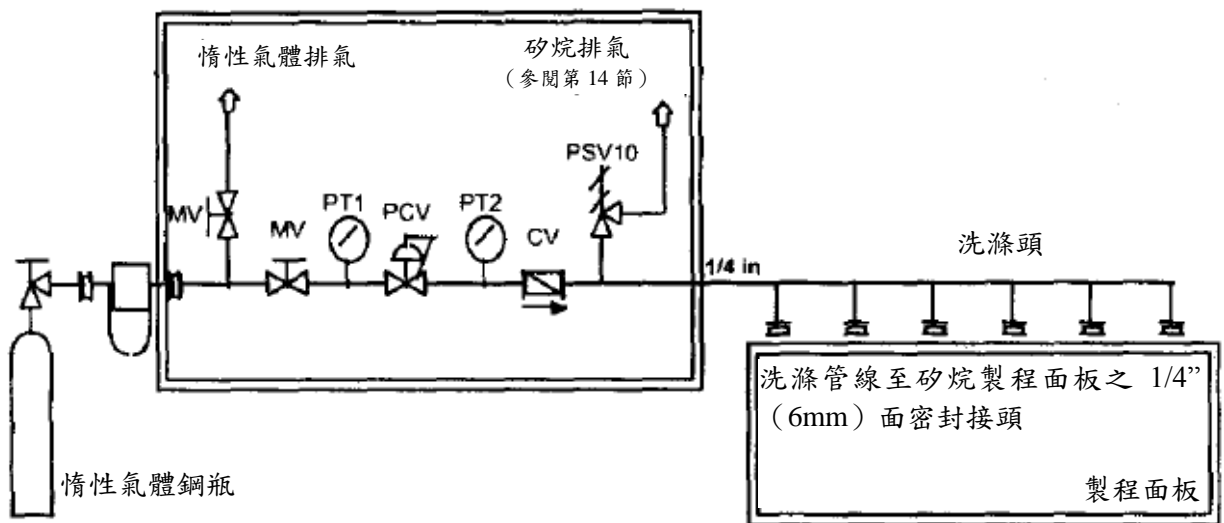 惰性氣體排氣
矽烷排氣
（參閱第 14 節）
PSV10
MV
MV
PT1
PCV
PT2
CV
1/4 in
洗滌頭
洗滌管線至矽烷製程面板之 1/4”
（6mm）面密封接頭
製程面板
惰性氣體鋼瓶